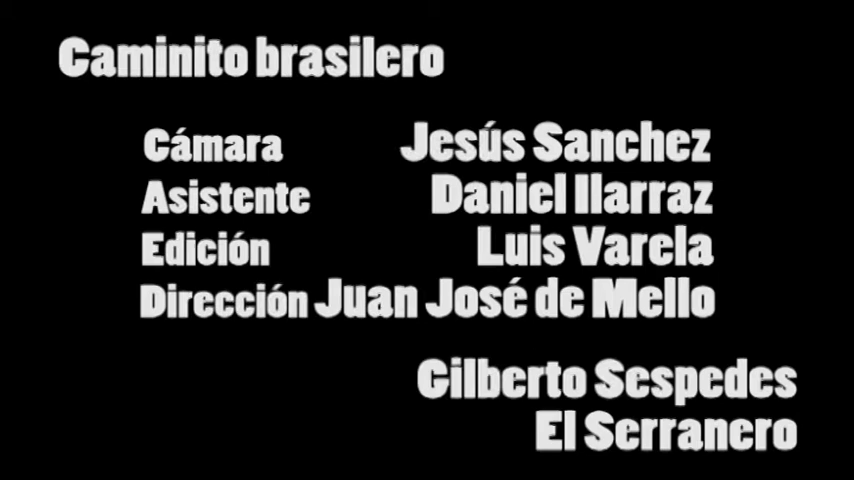 Caminito brasilero
Cámara Jesús Sanchez
Asistente Daniel Ilarraz
Edición Luis Varela
Dirección Juan José de Mello
Gilberto Sespedes
El Serranero